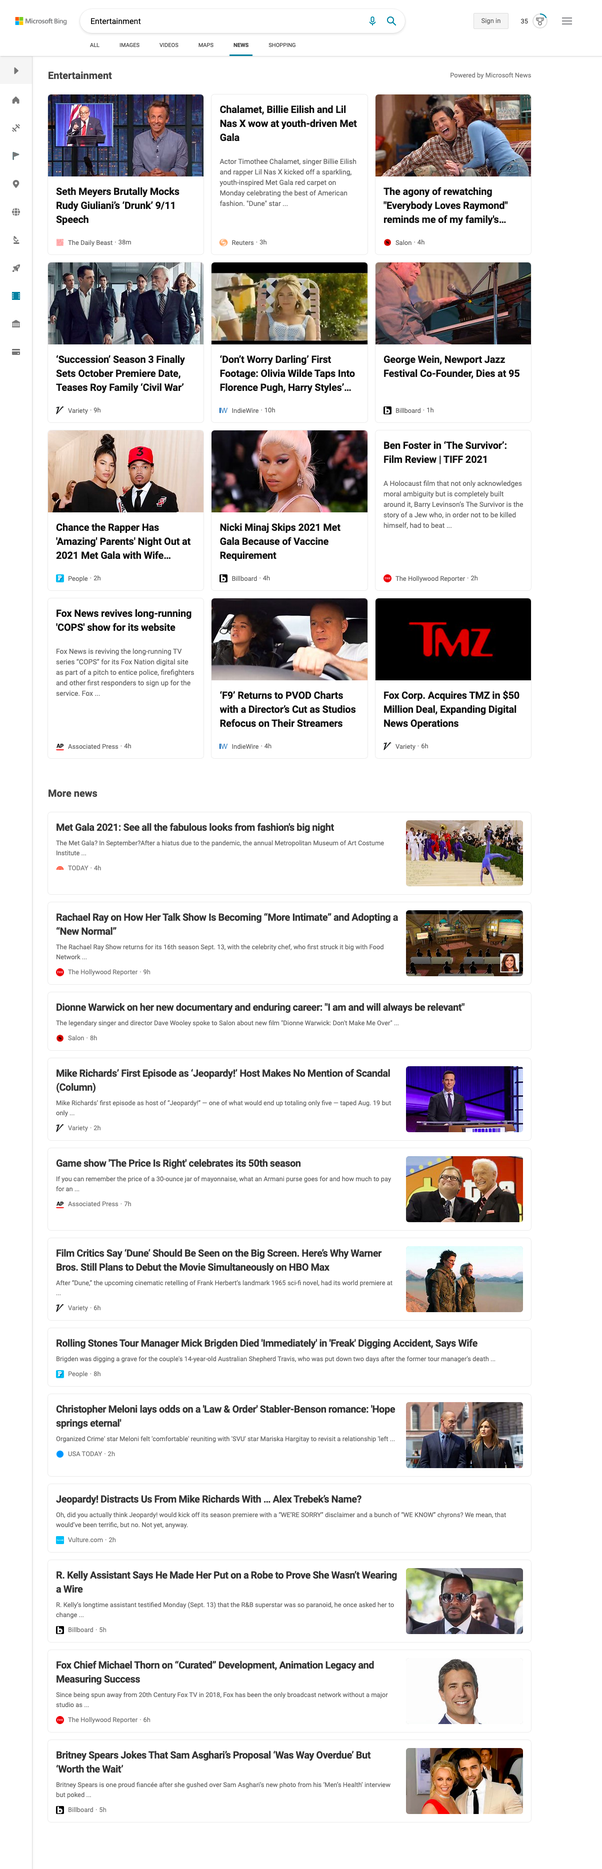 Microsoft Bing
Entertainment
Sign in
35
ALL
IMAGES
VIDEOS
MAPS
NEWS
SHOPPING
Entertainment
Powered by Microsoft News
Seth Meyers Brutally Mocks
Rudy Giuliani's 'Drunk' 9/11
Speech
The Daily Beast · 38m
Chalamet, Billie Eilish and Lil
Nas X wow at youth-driven Met
Gala
Actor Timothee Chalamet, singer Billie Eilish
and rapper Lil Nas X kicked off a sparkling,
youth-inspired Met Gala red carpet on
Monday celebrating the best of American
fashion. "Dune" star ...
Reuters · 3h
The agony of rewatching
"Everybody Loves Raymond"
reminds me of my family's...
Salon · 4h
'Succession' Season 3 Finally
Sets October Premiere Date,
Teases Roy Family 'Civil War'
Variety · 9h
'Don't Worry Darling' First
Footage: Olivia Wilde Taps Into
Florence Pugh, Harry Styles'...
IndieWire · 10h
George Wein, Newport Jazz
Festival Co-Founder, Dies at 95
Billboard · 1h
3
Chance the Rapper Has
'Amazing' Parents' Night Out at
2021 Met Gala with Wife...
People · 2h
Nicki Minaj Skips 2021 Met
Gala Because of Vaccine
Requirement
Billboard · 4h
Ben Foster in 'The Survivor':
Film Review | TIFF 2021
A Holocaust film that not only acknowledges
moral ambiguity but is completely built
around it, Barry Levinson's The Survivor is the
story of a Jew who, in order not to be killed
himself, had to beat ...
The Hollywood Reporter · 2h
Fox News revives long-running
'COPS' show for its website
Fox News is reviving the long-running TV
series "COPS" for its Fox Nation digital site
as part of a pitch to entice police, firefighters
and other first responders to sign up for the
service. Fox ...
AP Associated Press · 4h
'F9' Returns to PVOD Charts
with a Director's Cut as Studios
Refocus on Their Streamers
IndieWire · 4h
TMZ
Fox Corp. Acquires TMZ in $50
Million Deal, Expanding Digital
News Operations
Variety · 6h
More news
Met Gala 2021: See all the fabulous looks from fashion's big night
The Met Gala? In September?After a hiatus due to the pandemic, the annual Metropolitan Museum of Art Costume
Institute ...
TODAY · 4h
Rachael Ray on How Her Talk Show Is Becoming "More Intimate" and Adopting a
"New Normal"
The Rachael Ray Show returns for its 16th season Sept. 13, with the celebrity chef, who first struck it big with Food
Network ...
The Hollywood Reporter · 9h
Dionne Warwick on her new documentary and enduring career: "I am and will always be relevant"
The legendary singer and director Dave Wooley spoke to Salon about new film "Dionne Warwick: Don't Make Me Over" ...
Salon · 8h
Mike Richards' First Episode as 'Jeopardy!' Host Makes No Mention of Scandal
(Column)
Mike Richards' first episode as host of "Jeopardy!" — one of what would end up totaling only five — taped Aug. 19 but
only ...
Variety · 2h
Game show 'The Price Is Right' celebrates its 50th season
If you can remember the price of a 30-ounce jar of mayonnaise, what an Armani purse goes for and how much to pay
for an ...
AP Associated Press · 7h
Film Critics Say 'Dune' Should Be Seen on the Big Screen. Here's Why Warner
Bros. Still Plans to Debut the Movie Simultaneously on HBO Max
After "Dune," the upcoming cinematic retelling of Frank Herbert's landmark 1965 sci-fi novel, had its world premiere at
...
Variety · 6h
Rolling Stones Tour Manager Mick Brigden Died 'Immediately' in 'Freak' Digging Accident, Says Wife
Brigden was digging a grave for the couple's 14-year-old Australian Shepherd Travis, who was put down two days after the former tour manager's death ...
People · 8h
Christopher Meloni lays odds on a 'Law & Order' Stabler-Benson romance: 'Hope
springs eternal'
Organized Crime' star Meloni felt 'comfortable' reuniting with 'SVU' star Mariska Hargitay to revisit a relationship 'left ...
USA TODAY · 2h
Jeopardy! Distracts Us From Mike Richards With … Alex Trebek's Name?
Oh, did you actually think Jeopardy! would kick off its season premiere with a "WE'RE SORRY" disclaimer and a bunch of "WE KNOW" chyrons? We mean, that
would've been terrific, but no. Not yet, anyway.
Vulture.com · 2h
R. Kelly Assistant Says He Made Her Put on a Robe to Prove She Wasn't Wearing
a Wire
R. Kelly's longtime assistant testified Monday (Sept. 13) that the R&B superstar was so paranoid, he once asked her to
change ...
Billboard · 5h
Fox Chief Michael Thorn on "Curated" Development, Animation Legacy and
Measuring Success
Since being spun away from 20th Century Fox TV in 2018, Fox has been the only broadcast network without a major
studio as ...
The Hollywood Reporter · 6h
Britney Spears Jokes That Sam Asghari's Proposal 'Was Way Overdue' But
'Worth the Wait'
Britney Spears is one proud fiancée after she gushed over Sam Asghari's new photo from his 'Men's Health' interview
but poked ...
Billboard · 5h